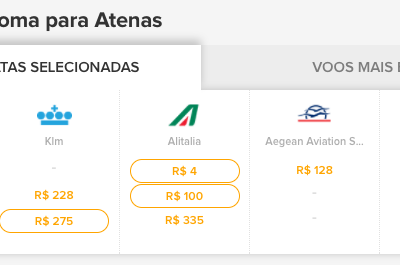 oma para Atenas
TAS SELECIONADAS
VOOS MAIS
Klm
Alitalia
Aegean Aviation S...
-
R$ 4
R$ 128
R$ 228
R$ 100
-
R$ 275
R$ 335
-